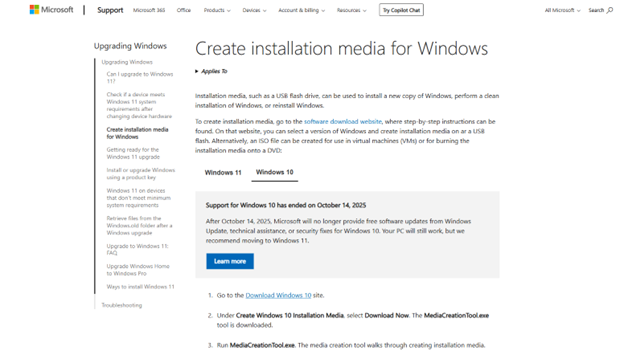 Microsoft
Support
Microsoft 365
Office
Products
Devices
Account & billing
Resources
Try Copilot Chat
All Microsoft
Search
Upgrading Windows
Upgrading Windows
Can I upgrade to Windows
11?
Check if a device meets
Windows 11 system
requirements after
changing device hardware
Create installation media
for Windows
Getting ready for the
Windows 11 upgrade
Install or upgrade Windows
using a product key
Windows 11 on devices
that don't meet minimum
system requirements
Retrieve files from the
Windows.old folder after a
Windows upgrade
Upgrade to Windows 11:
FAQ
Upgrade Windows Home
to Windows Pro
Ways to install Windows 11
Troubleshooting
Create installation media for Windows
Applies To
Installation media, such as a USB flash drive, can be used to install a new copy of Windows, perform a clean
installation of Windows, or reinstall Windows.
To create installation media, go to the software download website, where step-by-step instructions can be
found. On that website, you can select a version of Windows and create installation media on ar a USB
flash. Alternatively, an ISO file can be created for use in virtual machines (VMs) or for burning the
installation media onto a DVD:
Windows 11
Windows 10
Support for Windows 10 has ended on October 14, 2025
After October 14, 2025, Microsoft will no longer provide free software updates from Windows
Update, technical assistance, or security fixes for Windows 10. Your PC will still work, but we
recommend moving to Windows 11.
Learn more
1. Go to the Download Windows 10 site.
2. Under Create Windows 10 Installation Media, select Download Now. The MediaCreationTool.exe
tool is downloaded.
3. Run MediaCreationTool.exe. The media creation tool walks through creating installation media.